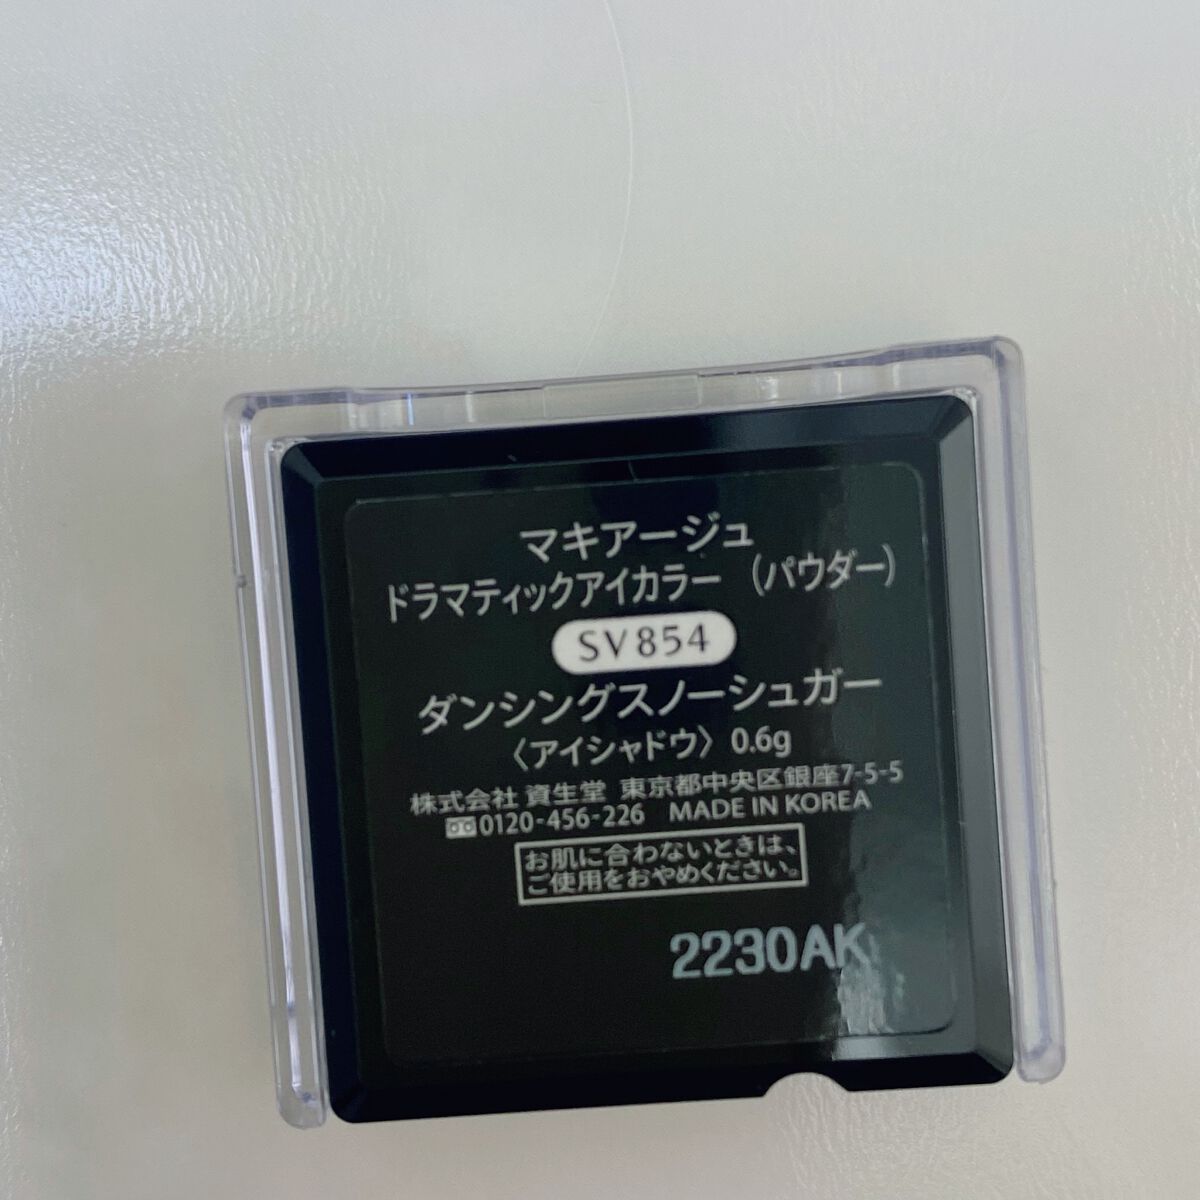 マキアージュ
ドラマティックアイカラー （パウダー）
SV854
ダンシングスノーシュガー
〈アイシャドウ〉0.6g
株式会社 資生堂 東京都中央区銀座7-5-5
0120-456-226 MADE IN KOREA
お肌に合わないときは、
ご使用をおやめください。
2230AK